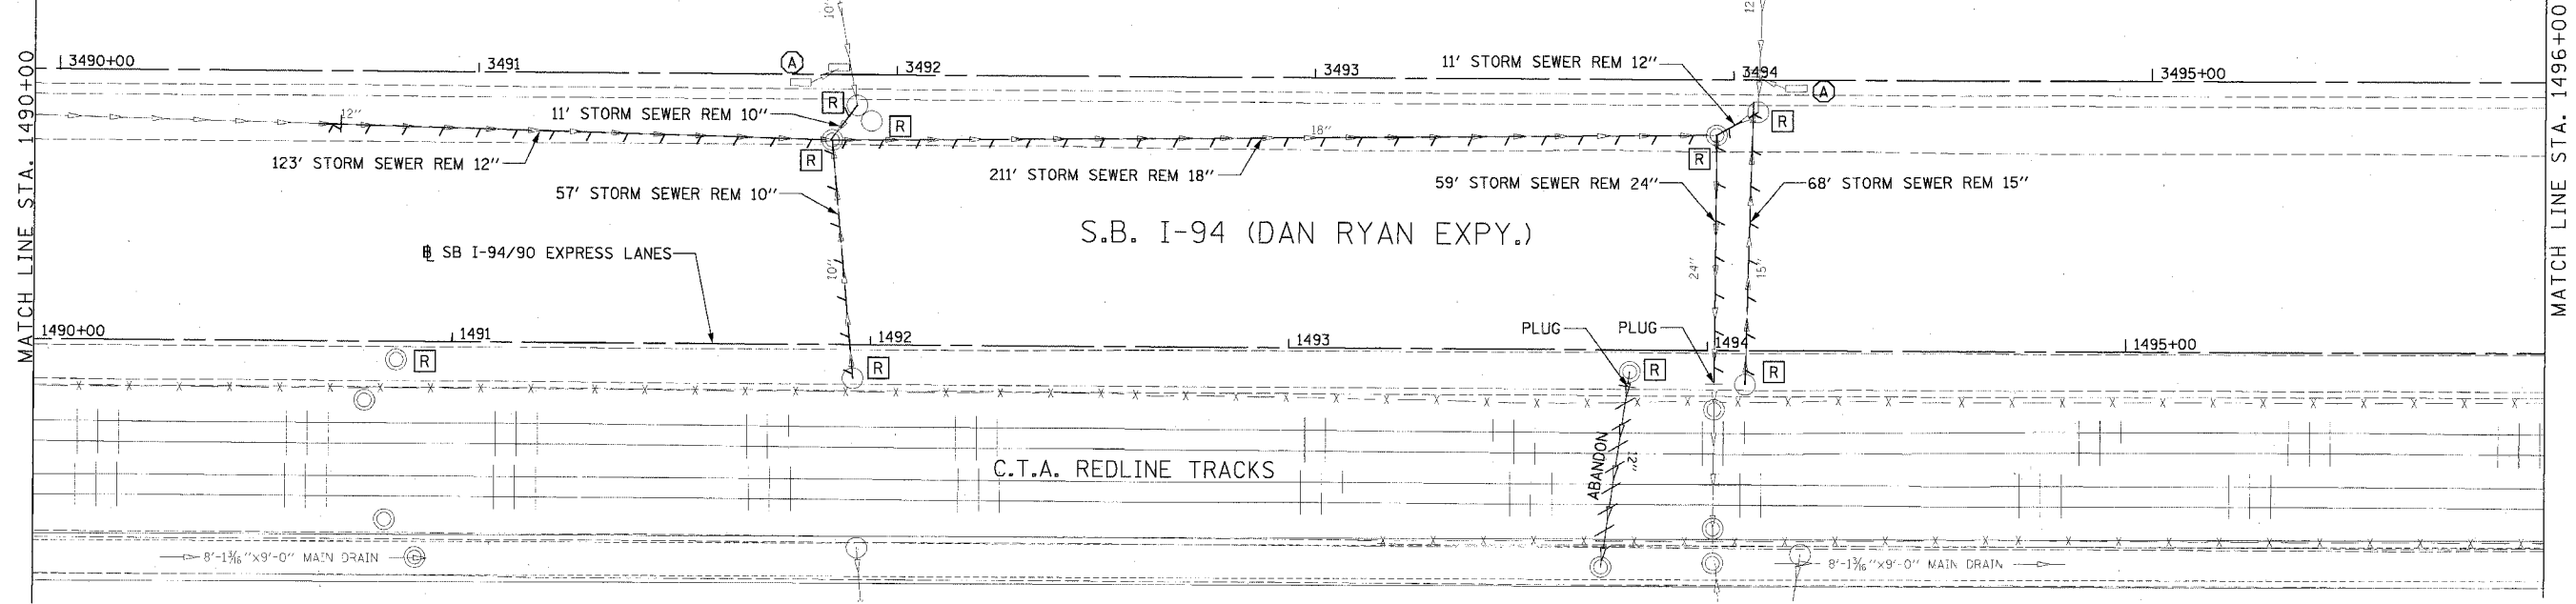 10"
12
MATCH LINE STA. 1490+00
MATCH LINE STA. 1496+00
3490+00
3491
A
3492
3493
11' STORM SEWER REM 12"
3494
3495+00
A
R
12"
11' STORM SEWER REM 10"
R
18"
R
123' STORM SEWER REM 12"
R
211' STORM SEWER REM 18"
R
57' STORM SEWER REM 10"
59' STORM SEWER REM 24"
68' STORM SEWER REM 15"
S.B. I-94 (DAN RYAN EXPY.)
℄ SB I-94/90 EXPRESS LANES
10"
24"
15"
1490+00
1491
1492
1493
PLUG
PLUG
1494
1495+00
R
R
R
R
ABANDON
12"
C.T.A. REDLINE TRACKS
8'-1 3/16"x9'-0" MAIN DRAIN
8'-1 3/16"x9'-0" MAIN DRAIN